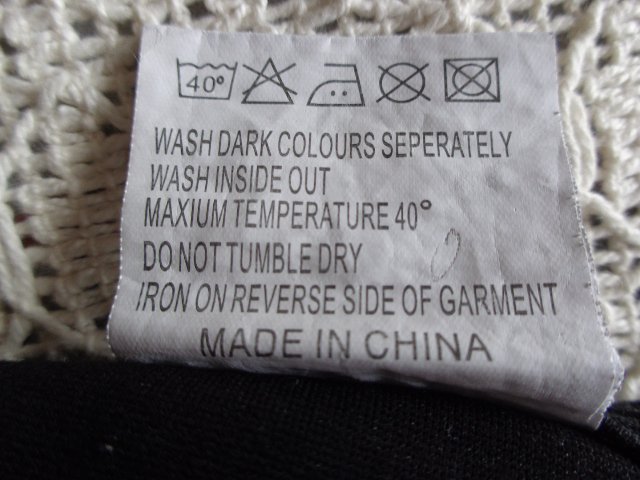 40°
WASH DARK COLOURS SEPERATELY
WASH INSIDE OUT
MAXIUM TEMPERATURE 40°
DO NOT TUMBLE DRY
IRON ON REVERSE SIDE OF GARMENT
MADE IN CHINA